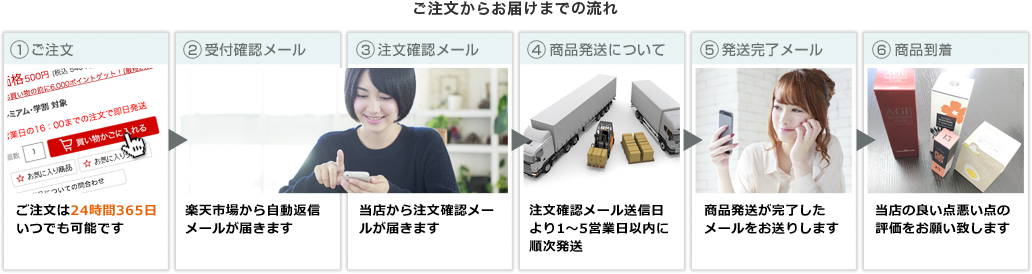 ご注文からお届けまでの流れ
① ご注文
② 受付確認メール
③ 注文確認メール
④ 商品発送について
⑤ 発送完了メール
⑥ 商品到着
価格500円 (税込 540
買い物の前に6,000ポイントゲット!
ミアム・学割 対象
営業日の16:00までの注文で即日発送
個数 1 買い物かごに入れる
☆ お気に入り商品 ☆ お気に入り
についての問合わせ
AGE
ご注文は24時間365日
いつでも可能です
楽天市場から自動返信
メールが届きます
当店から注文確認メー
ルが届きます
注文確認メール送信日
より1〜5営業日以内に
順次発送
商品発送が完了した
メールをお送りします
当店の良い点悪い点の
評価をお願い致します